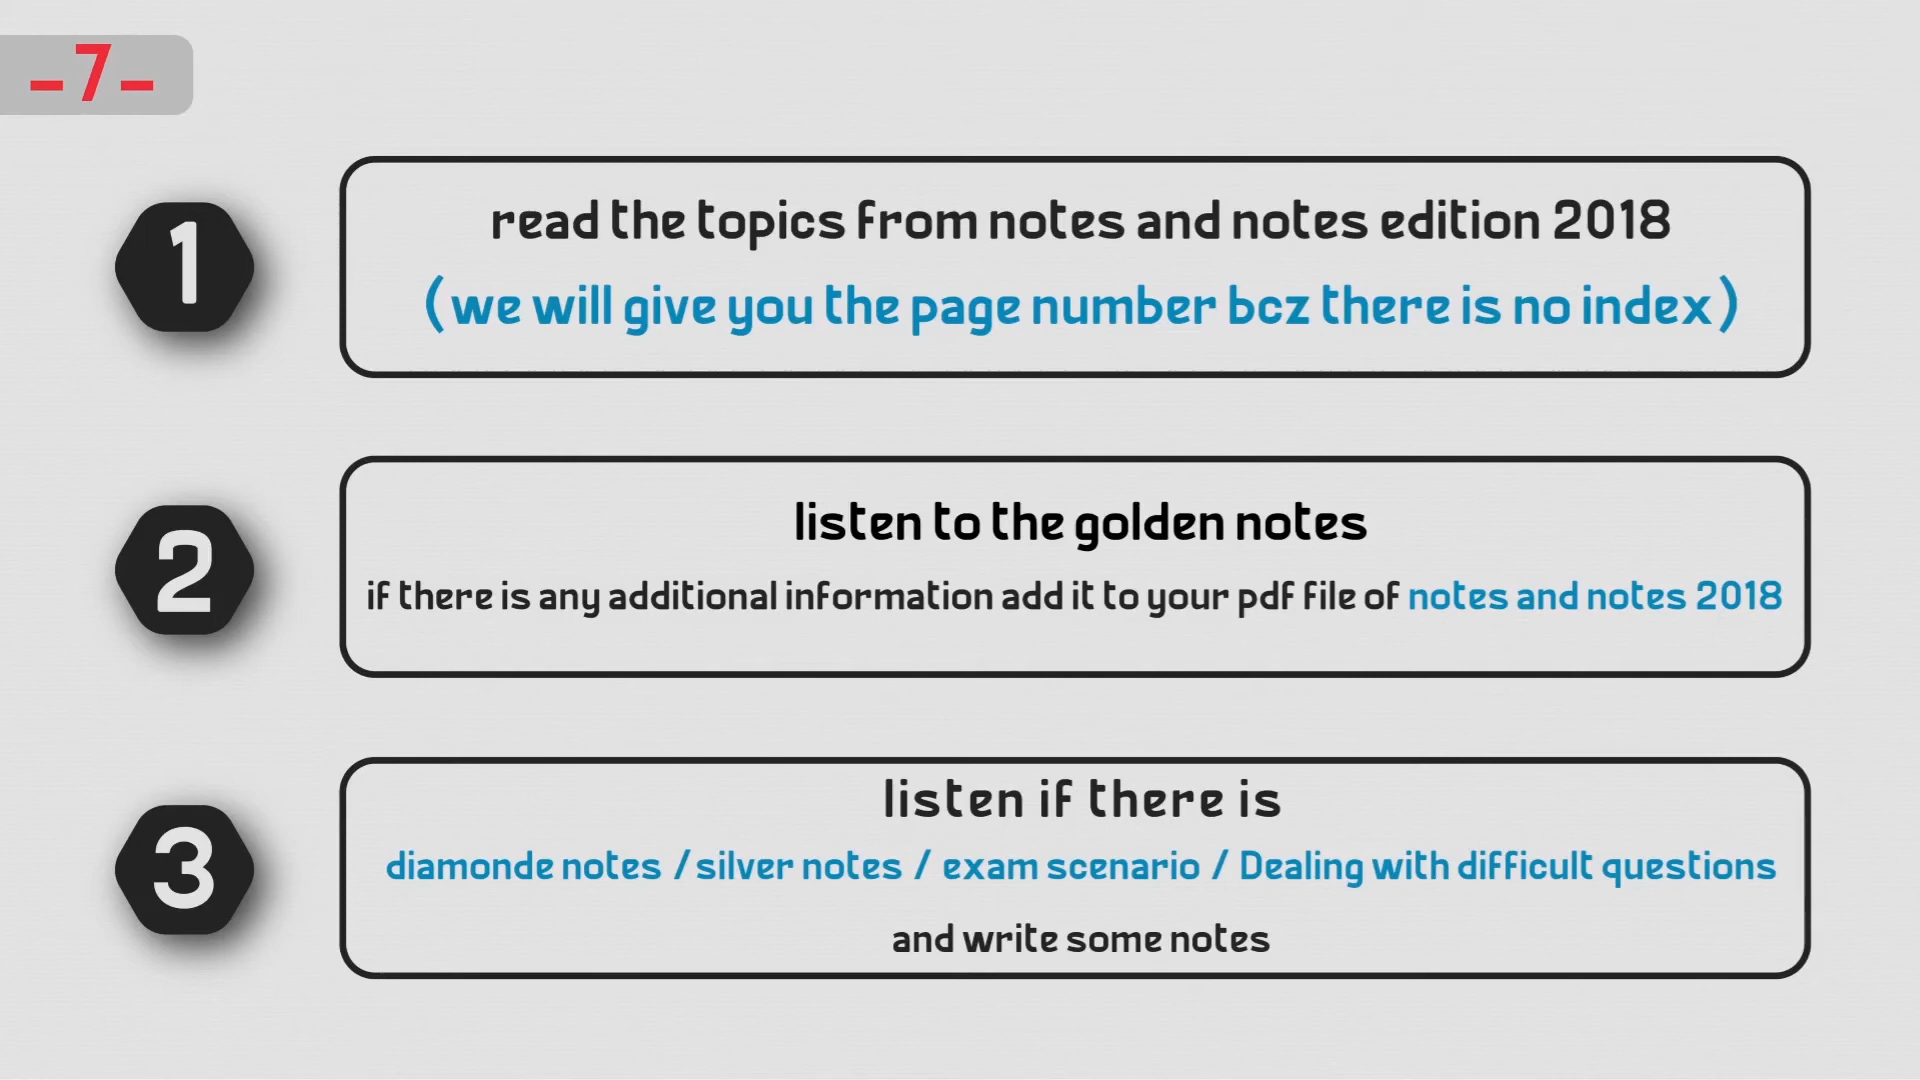 -7-
1
read the topics from notes and notes edition 2018
(we will give you the page number bcz there is no index)
2
listen to the golden notes
if there is any additional information add it to your pdf file of notes and notes 2018
3
listen if there is
diamonde notes / silver notes / exam scenario / Dealing with difficult questions
and write some notes